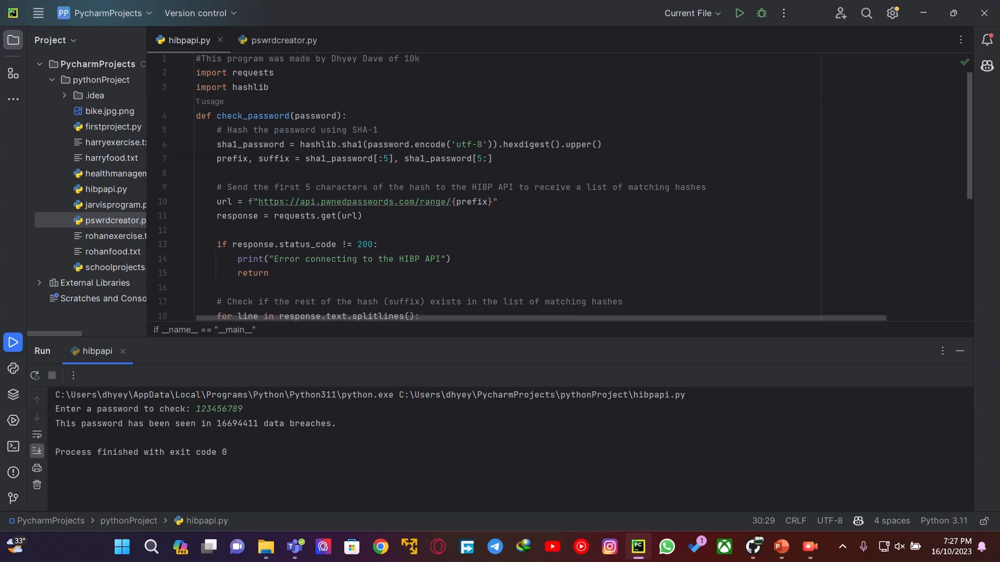 PC
PP PycharmProjects
Version control
Current File
Project
hibpapi.py
pswrdcreator.py
PycharmProjects C
pythonProject
.idea
bike.jpg.png
firstproject.py
harryexercise.tx
harryfood.txt
healthmanagem
hibpapi.py
jarvisprogram.p
pswrdcreator.p
rohanexercise.t
rohanfood.txt
schoolprojects.
External Libraries
Scratches and Conso
1 #This program was made by Dhyey Dave of 10k
2 import requests
3 import hashlib
1 usage
4 def check_password(password):
5 # Hash the password using SHA-1
6 sha1_password = hashlib.sha1(password.encode('utf-8')).hexdigest().upper()
7 prefix, suffix = sha1_password[:5], sha1_password[5:]
8
9 # Send the first 5 characters of the hash to the HIBP API to receive a list of matching hashes
10 url = f"https://api.pwnedpasswords.com/range/{prefix}"
11 response = requests.get(url)
12
13 if response.status_code != 200:
14 print("Error connecting to the HIBP API")
15 return
16
17 # Check if the rest of the hash (suffix) exists in the list of matching hashes
18 for line in response.text.splitlines():
if __name__ == "__main__"
Run
hibpapi
C:\Users\dhyey\AppData\Local\Programs\Python\Python311\python.exe C:\Users\dhyey\PycharmProjects\pythonProject\hibpapi.py
Enter a password to check: 123456789
This password has been seen in 16694411 data breaches.
Process finished with exit code 0
PycharmProjects > pythonProject > hibpapi.py
30:29 CRLF UTF-8 4 spaces Python 3.11
33°
PRE
PC
1
P
7:27 PM
16/10/2023